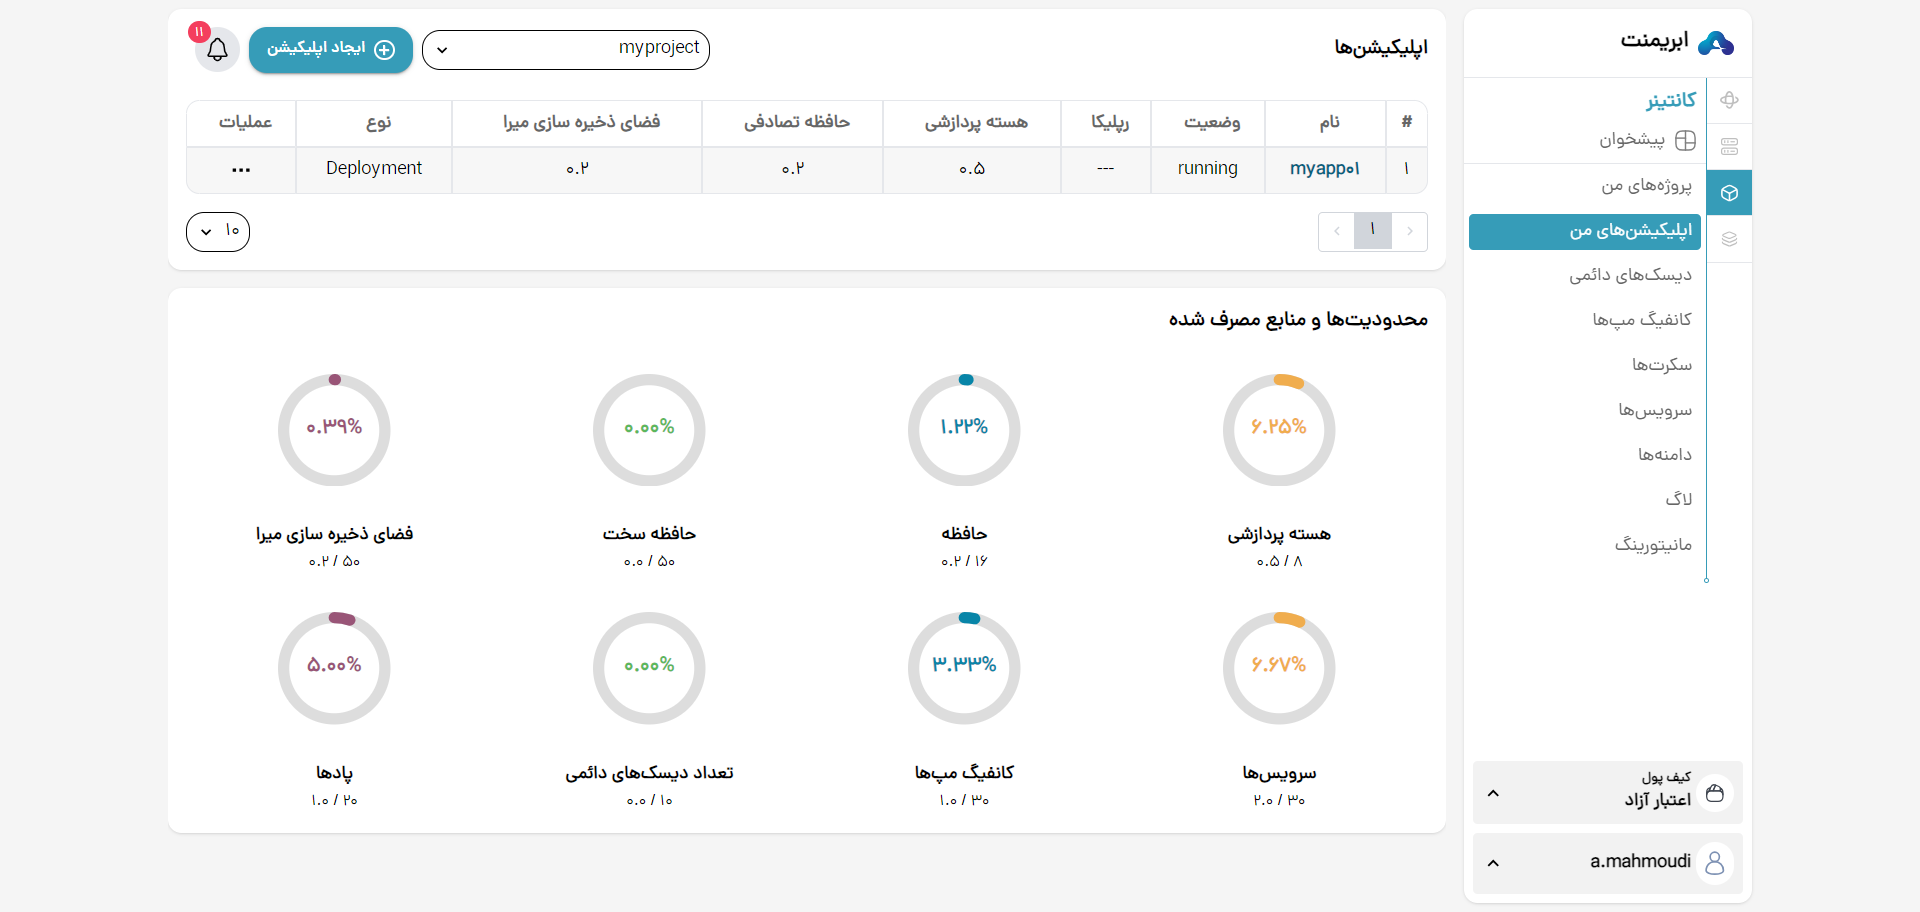 ابریمنت
کانتینر
پیشخوان
پروژه‌های من
اپلیکیشن‌های من
دیسک‌های دائمی
کانفیگ مپ‌ها
سکرت‌ها
سرویس‌ها
دامنه‌ها
لاگ
مانیتورینگ
کیف پول
اعتبار آزاد
a.mahmoudi
اپلیکیشن‌ها
myproject
ایجاد اپلیکیشن
۱۱
# نام وضعیت رپلیکا هسته پردازشی حافظه تصادفی فضای ذخیره سازی میرا نوع عملیات
۱ myapp۰۱ running --- ۰.۵ ۰.۲ ۰.۲ Deployment ...
۱
۱۰
محدودیت‌ها و منابع مصرف شده
۶.۲۵%
هسته پردازشی
۰.۵ / ۸
۱.۲۲%
حافظه
۰.۲ / ۱۶
۰.۰۰%
حافظه سخت
۰.۰ / ۵۰
۰.۳۹%
فضای ذخیره سازی میرا
۰.۲ / ۵۰
۶.۶۷%
سرویس‌ها
۲.۰ / ۳۰
۳.۳۳%
کانفیگ مپ‌ها
۱.۰ / ۳۰
۰.۰۰%
تعداد دیسک‌های دائمی
۰.۰ / ۱۰
۵.۰۰%
پادها
۱.۰ / ۲۰